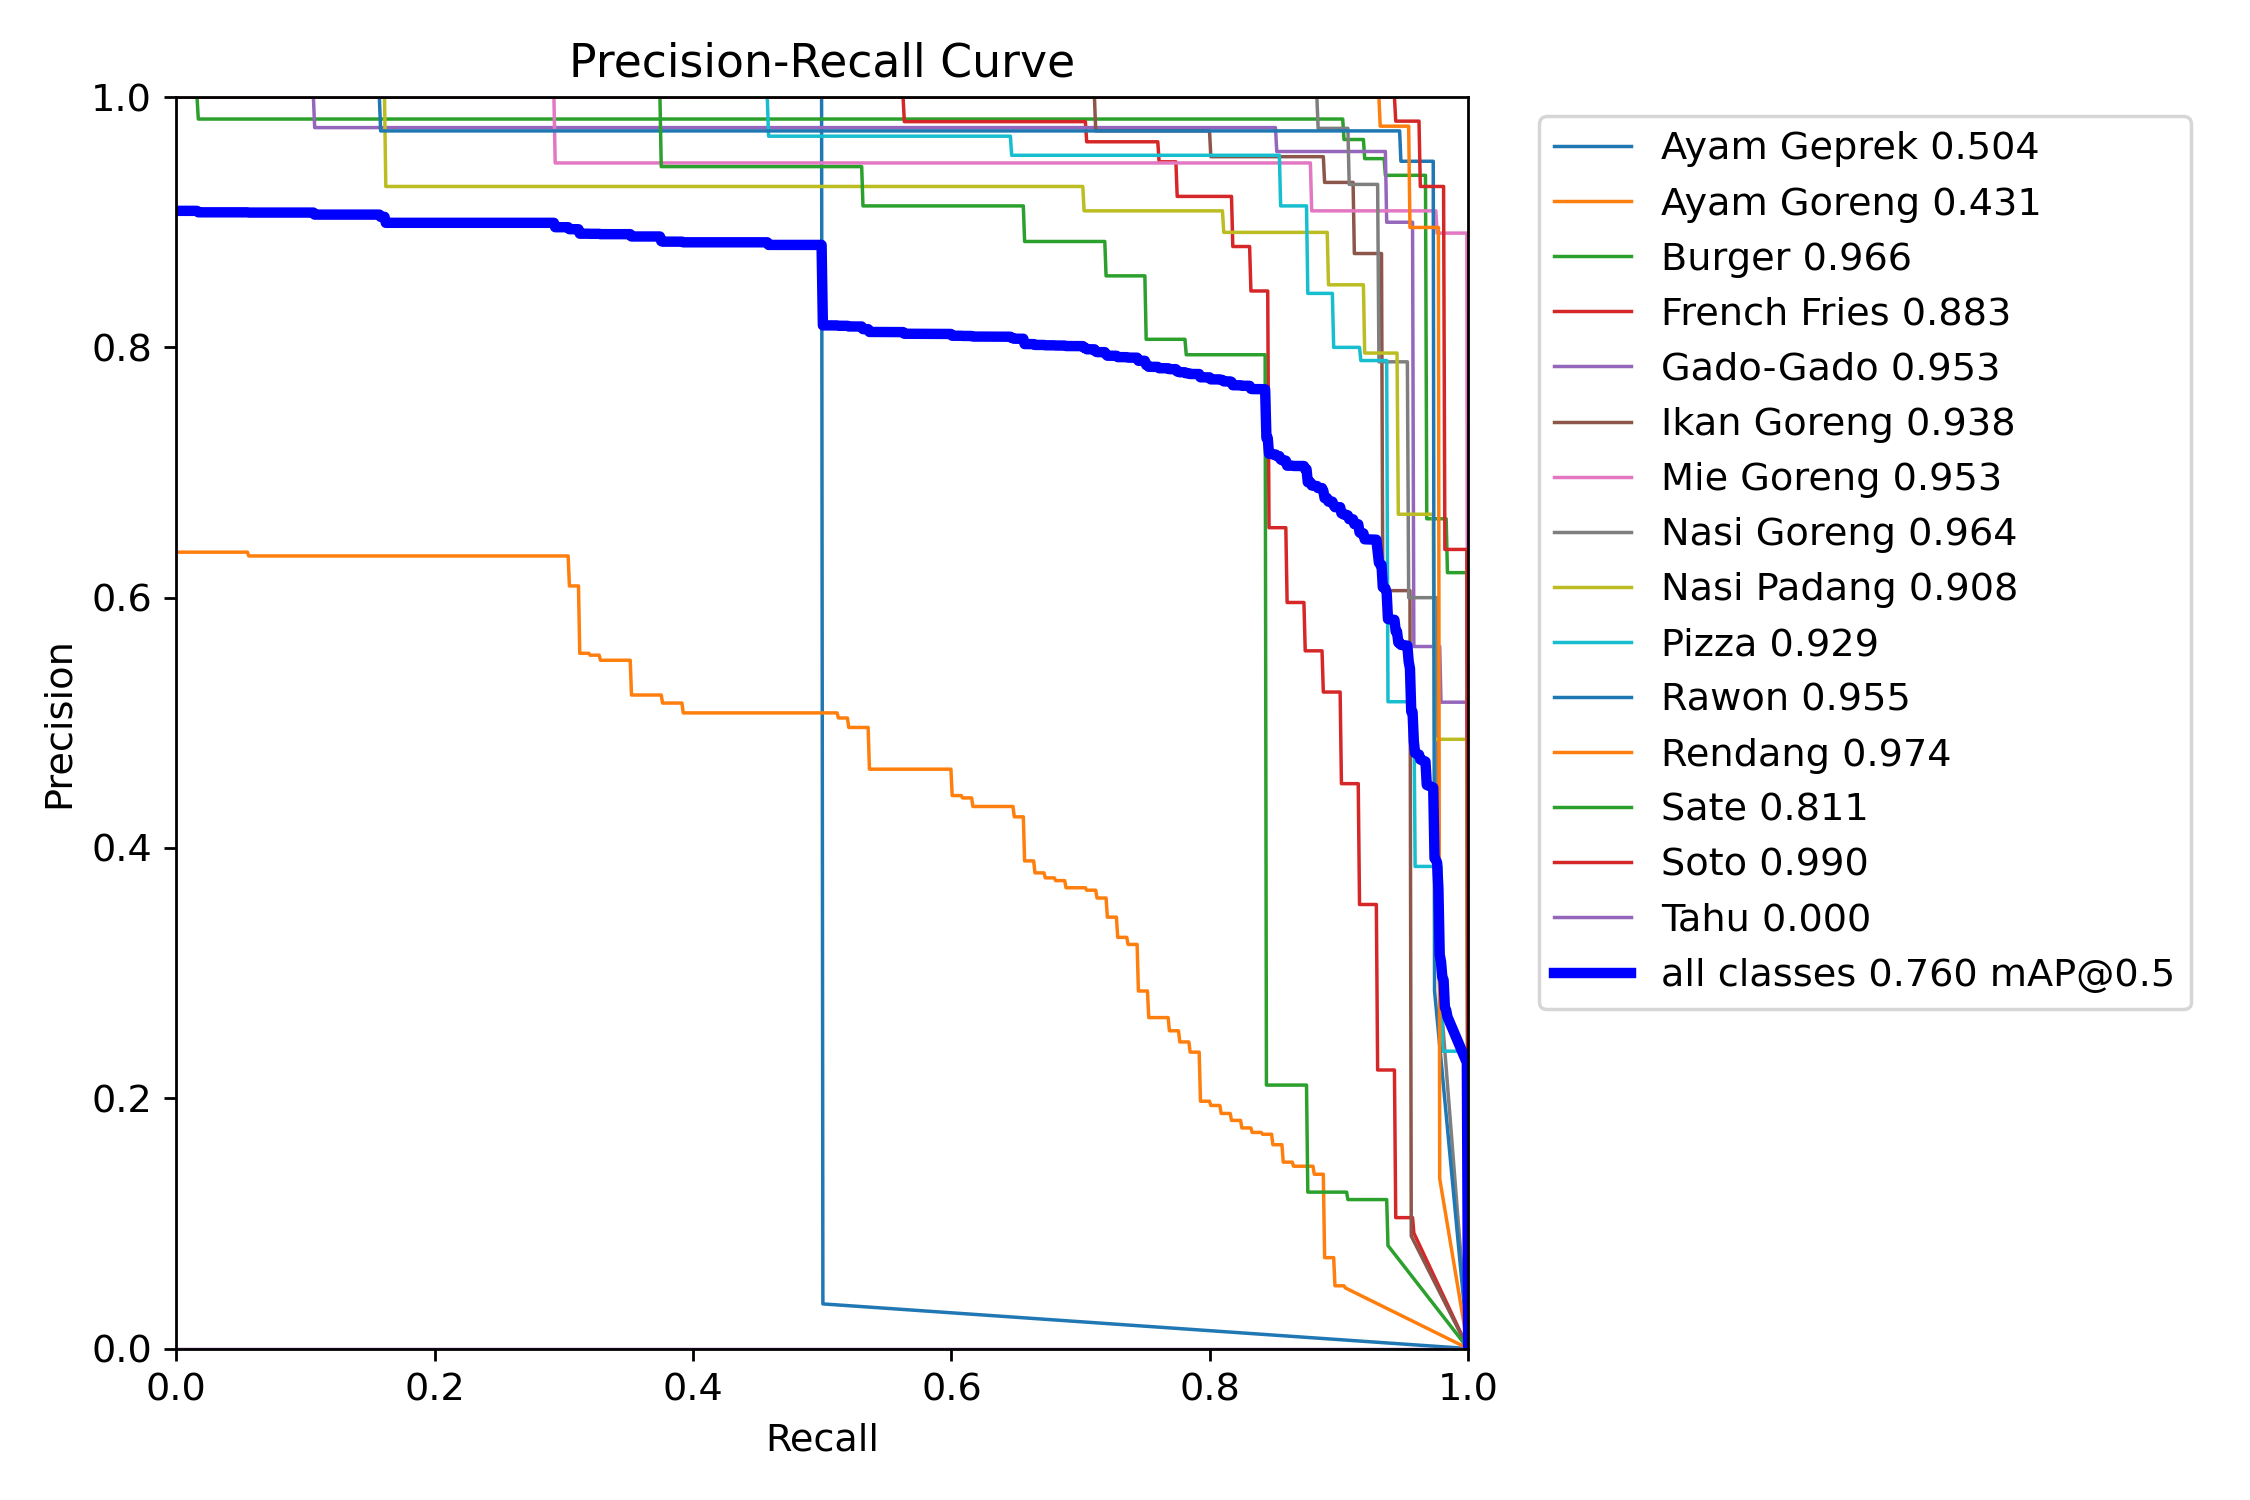 Precision-Recall Curve
1.0
0.8
0.6
0.4
0.2
0.0
Precision
0.0 0.2 0.4 0.6 0.8 1.0
Recall
Ayam Geprek 0.504
Ayam Goreng 0.431
Burger 0.966
French Fries 0.883
Gado-Gado 0.953
Ikan Goreng 0.938
Mie Goreng 0.953
Nasi Goreng 0.964
Nasi Padang 0.908
Pizza 0.929
Rawon 0.955
Rendang 0.974
Sate 0.811
Soto 0.990
Tahu 0.000
all classes 0.760 mAP@0.5